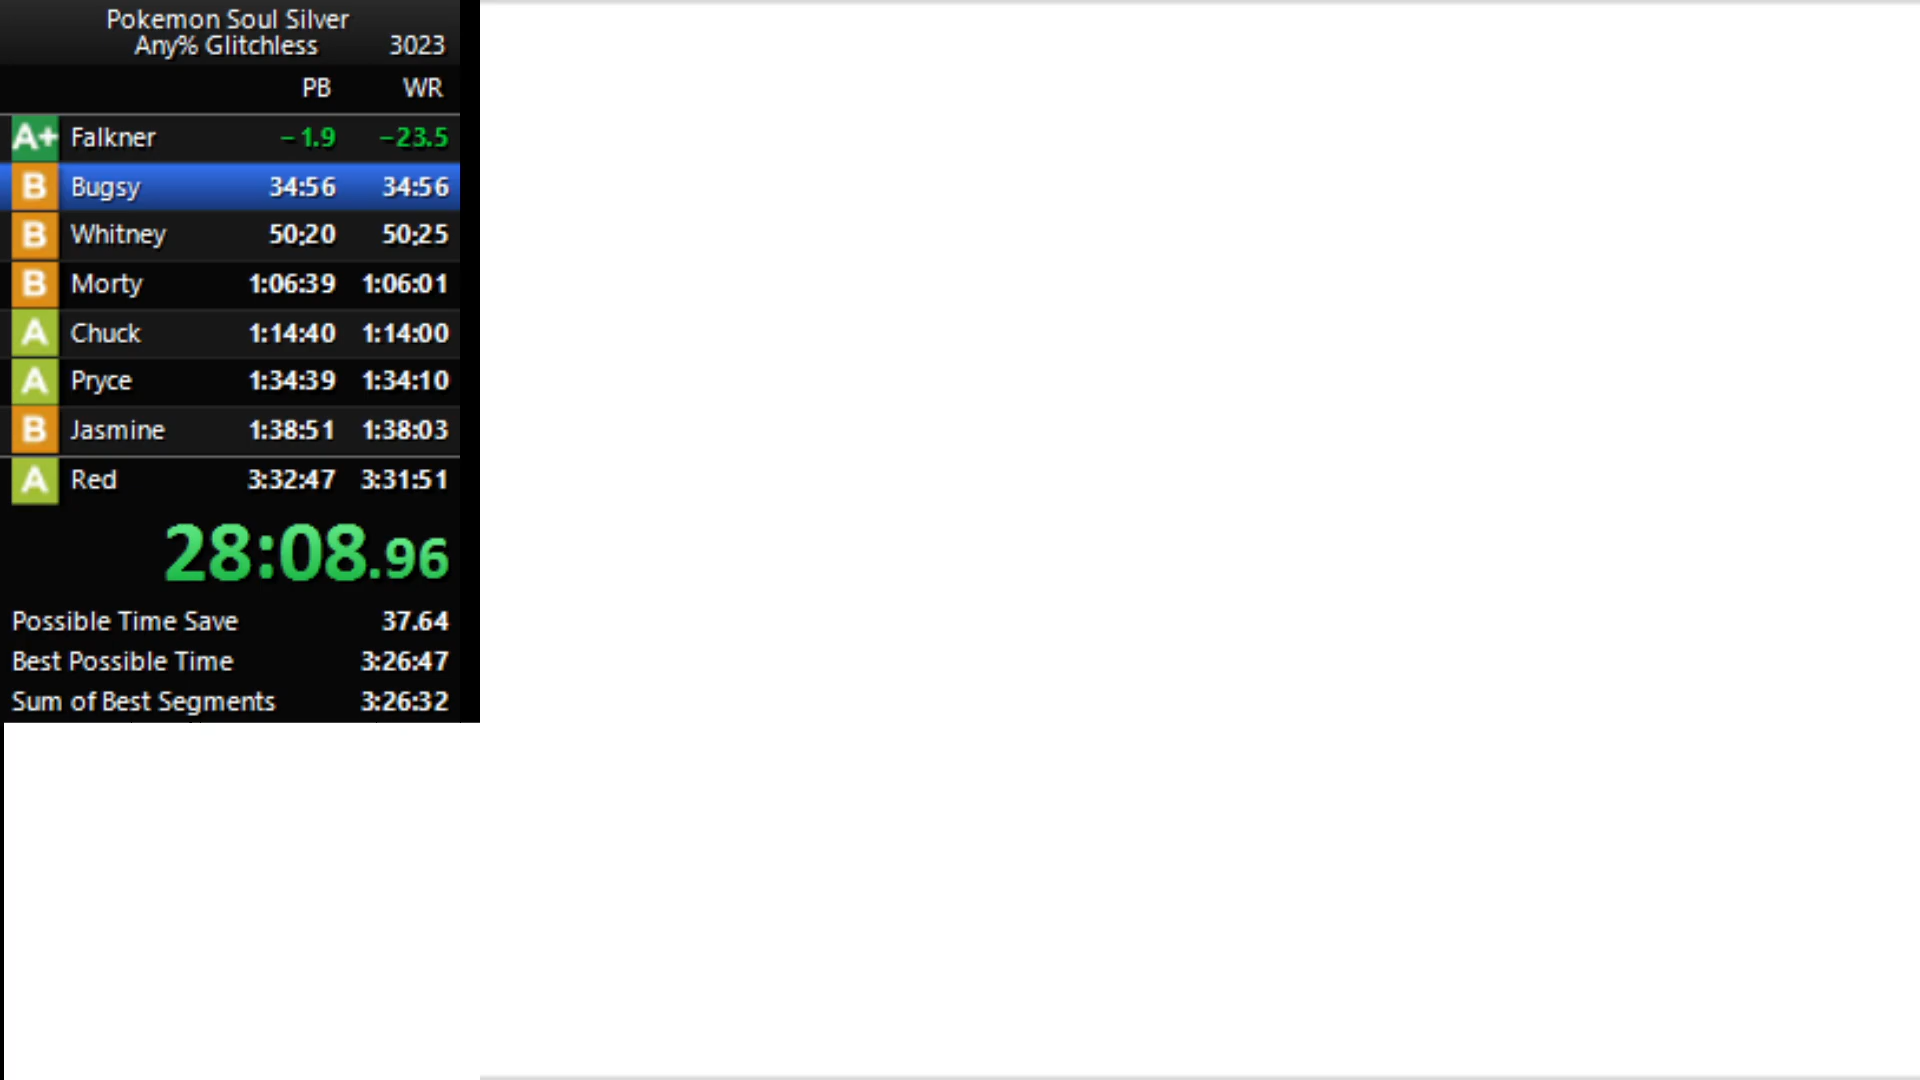 Pokemon Soul Silver
Any% Glitchless 3023
PB WR
A+ Falkner −1.9 −23.5
B Bugsy 34:56 34:56
B Whitney 50:20 50:25
B Morty 1:06:39 1:06:01
A Chuck 1:14:40 1:14:00
A Pryce 1:34:39 1:34:10
B Jasmine 1:38:51 1:38:03
A Red 3:32:47 3:31:51
28:08.96
Possible Time Save 37.64
Best Possible Time 3:26:47
Sum of Best Segments 3:26:32